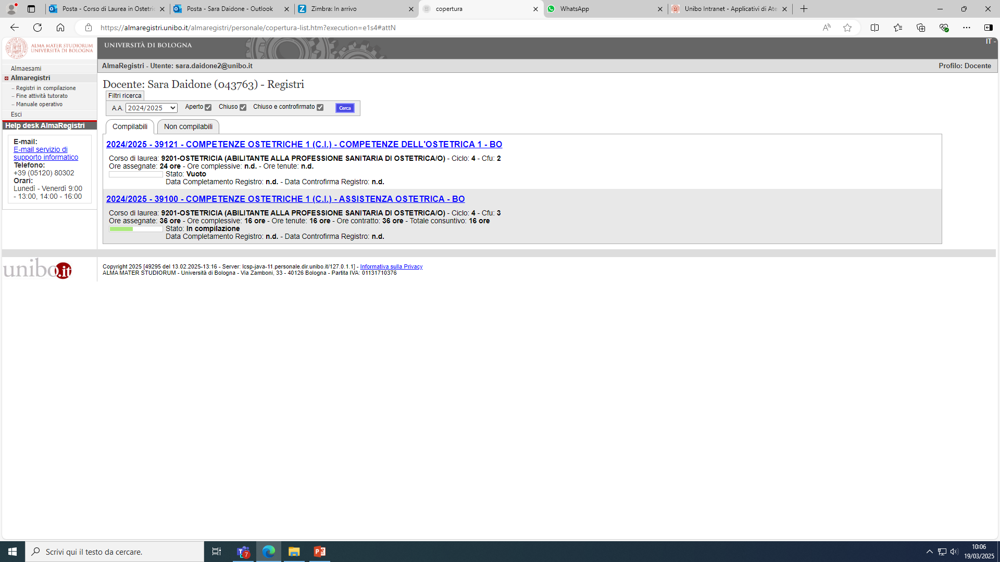 Posta - Corso di Laurea in Ostetric
Posta - Sara Daidone - Outlook
Zimbra: In arrivo
copertura
WhatsApp
Unibo Intranet - Applicativi di Ate
https://almaregistri.unibo.it/almaregistri/personale/copertura-list.htm?execution=e1s4#attN
ALMA MATER STUDIORUM
UNIVERSITÀ DI BOLOGNA
UNIVERSITÀ DI BOLOGNA
IT -
AlmaRegistri - Utente: sara.daidone2@unibo.it
Profilo: Docente
Almaesami
Almaregistri
Registri in compilazione
Fine attività tutorato
Manuale operativo
Esci
Help desk AlmaRegistri
E-mail:
E-mail servizio di
supporto informatico
Telefono:
+39 (05120) 80302
Orari:
Lunedì - Venerdì 9:00
- 13:00, 14:00 - 16:00
Docente: Sara Daidone (043763) - Registri
Filtri ricerca
A.A. 2024/2025 Aperto Chiuso Chiuso e controfirmato Cerca
Compilabili
Non compilabili
2024/2025 - 39121 - COMPETENZE OSTETRICHE 1 (C.I.) - COMPETENZE DELL'OSTETRICA 1 - BO
Corso di laurea: 9201-OSTETRICIA (ABILITANTE ALLA PROFESSIONE SANITARIA DI OSTETRICA/O) - Ciclo: 4 - Cfu: 2
Ore assegnate: 24 ore - Ore complessive: n.d. - Ore tenute: n.d.
Stato: Vuoto
Data Completamento Registro: n.d. - Data Controfirma Registro: n.d.
2024/2025 - 39100 - COMPETENZE OSTETRICHE 1 (C.I.) - ASSISTENZA OSTETRICA - BO
Corso di laurea: 9201-OSTETRICIA (ABILITANTE ALLA PROFESSIONE SANITARIA DI OSTETRICA/O) - Ciclo: 4 - Cfu: 3
Ore assegnate: 36 ore - Ore complessive: 16 ore - Ore tenute: 16 ore - Ore contratto: 36 ore - Totale consuntivo: 16 ore
Stato: In compilazione
Data Completamento Registro: n.d. - Data Controfirma Registro: n.d.
unibo.it
Copyright 2025 [49295 del 13.02.2025-13:16 - Server: lcsp-java-11.personale.dir.unibo.it/127.0.1.1] - Informativa sulla Privacy
ALMA MATER STUDIORUM - Università di Bologna - Via Zamboni, 33 - 40126 Bologna - Partita IVA: 01131710376
Scrivi qui il testo da cercare.
7
10:06
19/03/2025